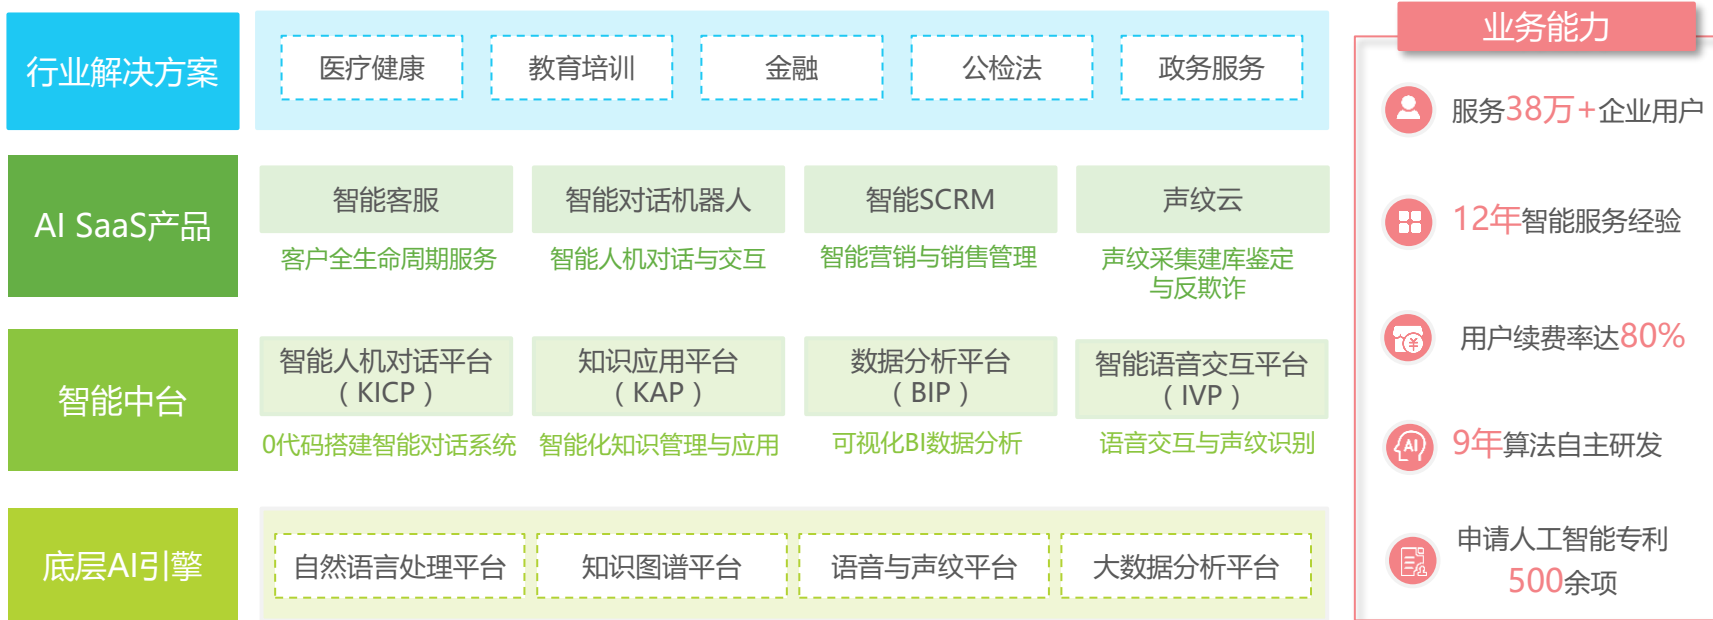 行业解决方案
医疗健康
教育培训
金融
公检法
政务服务
AI SaaS产品
智能客服
智能对话机器人
智能SCRM
声纹云
客户全生命周期服务
智能人机对话与交互
智能营销与销售管理
声纹采集建库鉴定
与反欺诈
智能中台
智能人机对话平台
（KICP）
知识应用平台
（KAP）
数据分析平台
（BIP）
智能语音交互平台
（IVP）
0代码搭建智能对话系统
智能化知识管理与应用
可视化BI数据分析
语音交互与声纹识别
底层AI引擎
自然语言处理平台
知识图谱平台
语音与声纹平台
大数据分析平台
业务能力
服务38万+企业用户
12年智能服务经验
¥
用户续费率达80%
AI
9年算法自主研发
申请人工智能专利
500余项